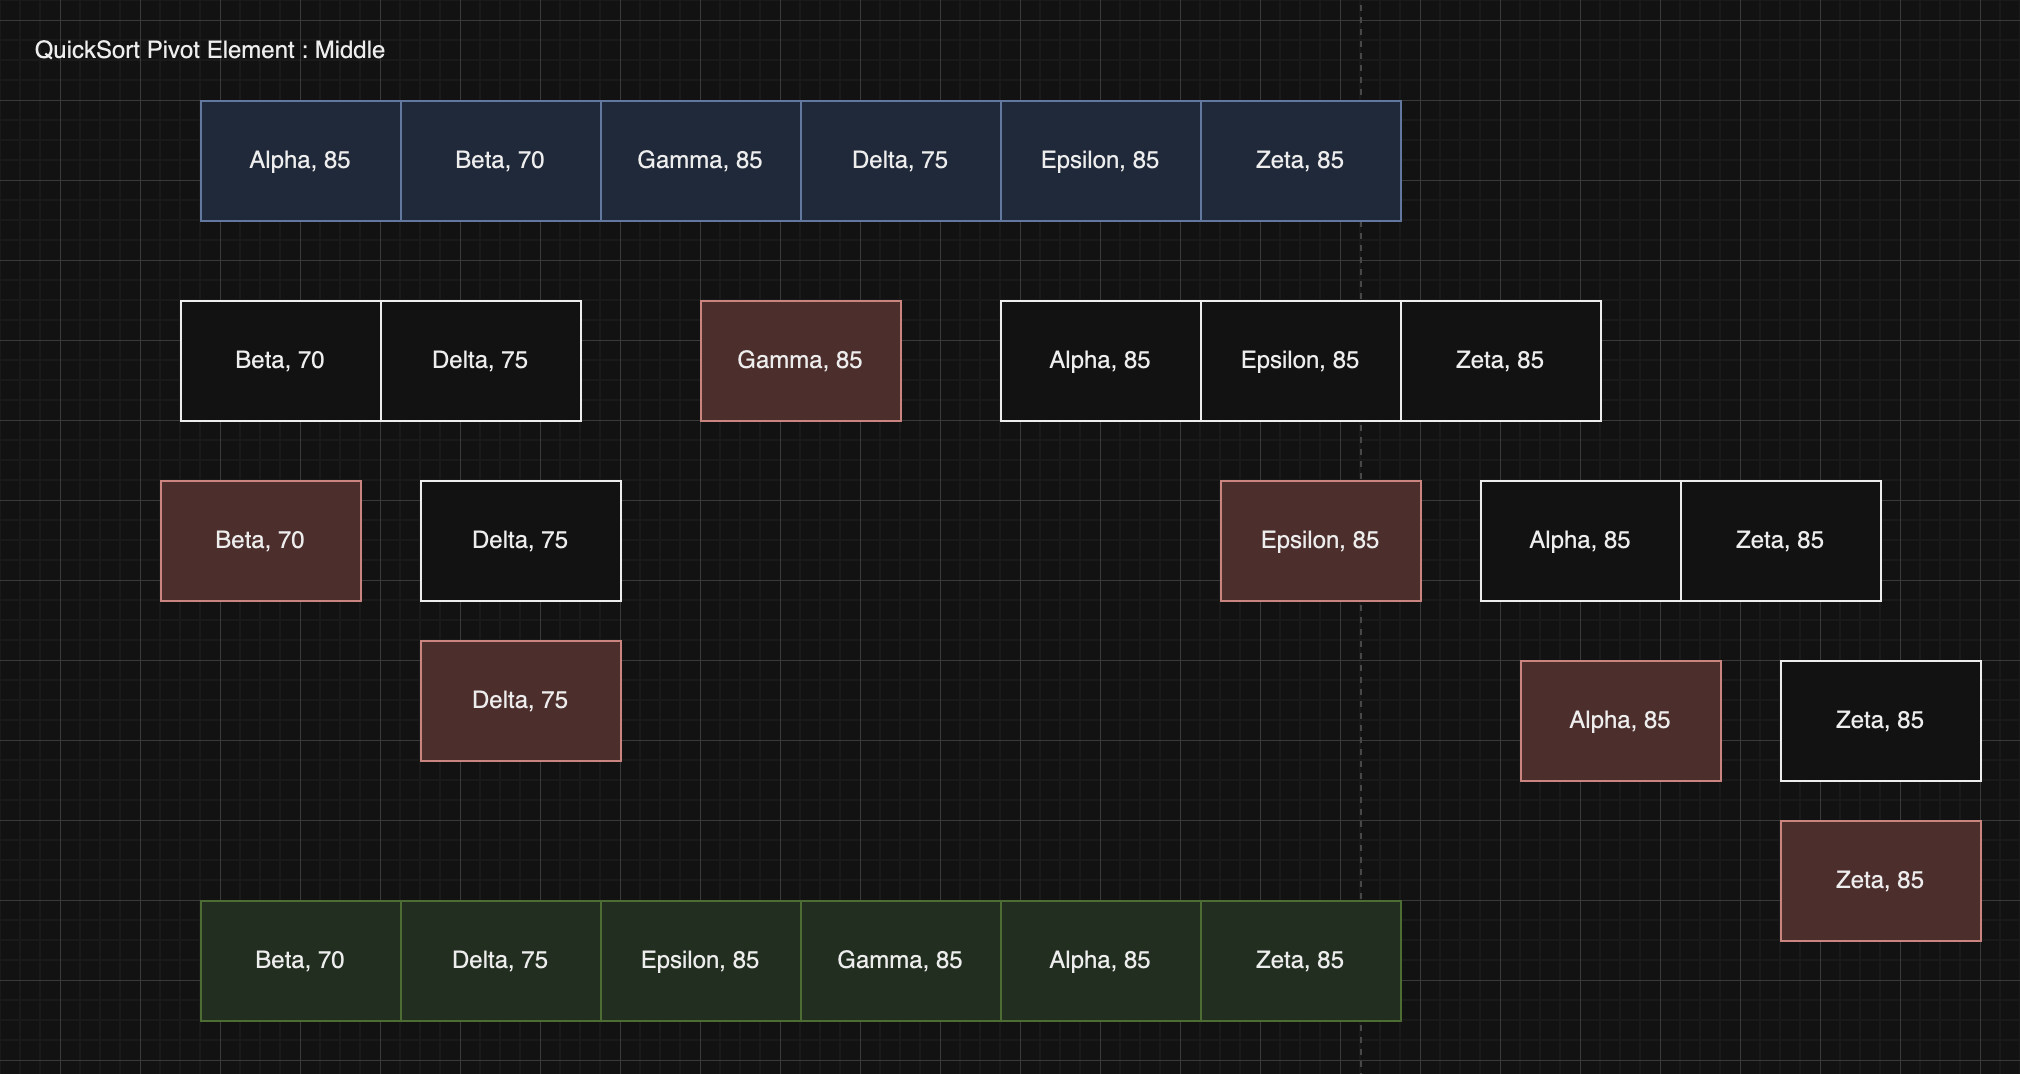 QuickSort Pivot Element : Middle
Alpha, 85
Beta, 70
Gamma, 85
Delta, 75
Epsilon, 85
Zeta, 85
Beta, 70
Delta, 75
Gamma, 85
Alpha, 85
Epsilon, 85
Zeta, 85
Beta, 70
Delta, 75
Epsilon, 85
Alpha, 85
Zeta, 85
Delta, 75
Alpha, 85
Zeta, 85
Zeta, 85
Beta, 70
Delta, 75
Epsilon, 85
Gamma, 85
Alpha, 85
Zeta, 85